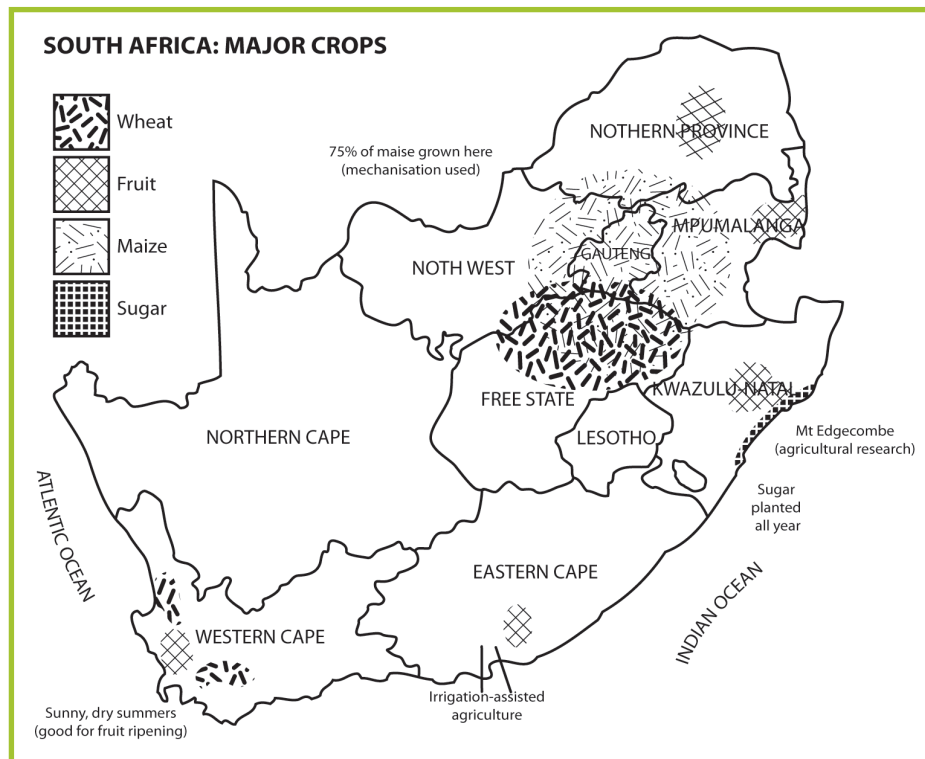 SOUTH AFRICA: MAJOR CROPS
Wheat
Fruit
Maize
Sugar
75% of maise grown here
(mechanisation used)
NOTHERN PROVINCE
MPUMALANGA
GAUTENG
NOTH WEST
FREE STATE
KWAZULU-NATAL
LESOTHO
NORTHERN CAPE
Mt Edgecombe
(agricultural research)
Sugar
planted
all year
ATLENTIC OCEAN
EASTERN CAPE
INDIAN OCEAN
WESTERN CAPE
Irrigation-assisted
agriculture
Sunny, dry summers
(good for fruit ripening)